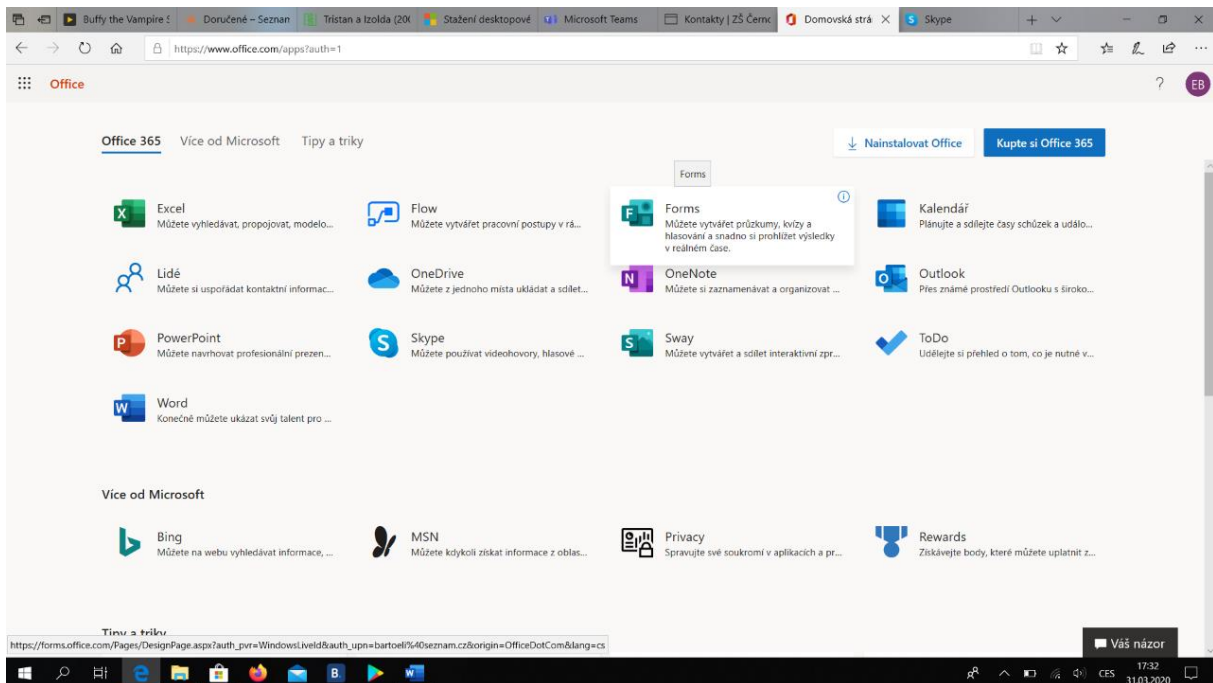 Buffy the Vampire S
Doručené – Seznam
Tristan a Izolda (200
Stažení desktopové
Microsoft Teams
Kontakty | ZŠ Černo
Domovská strá
Skype
https://www.office.com/apps?auth=1
Office
?
EB
Office 365
Více od Microsoft
Tipy a triky
Nainstalovat Office
Kupte si Office 365
Forms
Excel
Můžete vyhledávat, propojovat, modelo...
Flow
Můžete vytvářet pracovní postupy v rá...
Forms
Můžete vytvářet průzkumy, kvízy a
hlasování a snadno si prohlížet výsledky
v reálném čase.
Kalendář
Plánujte a sdílejte časy schůzek a událo...
Lidé
Můžete si uspořádat kontaktní informac...
OneDrive
Můžete z jednoho místa ukládat a sdílet...
OneNote
Můžete si zaznamenávat a organizovat ...
Outlook
Přes známé prostředí Outlooku s široko...
PowerPoint
Můžete navrhovat profesionální prezen...
Skype
Můžete používat videohovory, hlasové ...
Sway
Můžete vytvářet a sdílet interaktivní zpr...
ToDo
Udělejte si přehled o tom, co je nutné v...
Word
Konečně můžete ukázat svůj talent pro ...
Více od Microsoft
Bing
Můžete na webu vyhledávat informace, ...
MSN
Můžete kdykoli získat informace z oblas...
Privacy
Spravujte své soukromí v aplikacích a pr...
Rewards
Získávejte body, které můžete uplatnit z...
Tipy a triky
https://forms.office.com/Pages/DesignPage.aspx?auth_pvr=WindowsLiveId&auth_upn=bartoeli%40seznam.cz&origin=OfficeDotCom&lang=cs
Váš názor
CES
17:32
31.03.2020